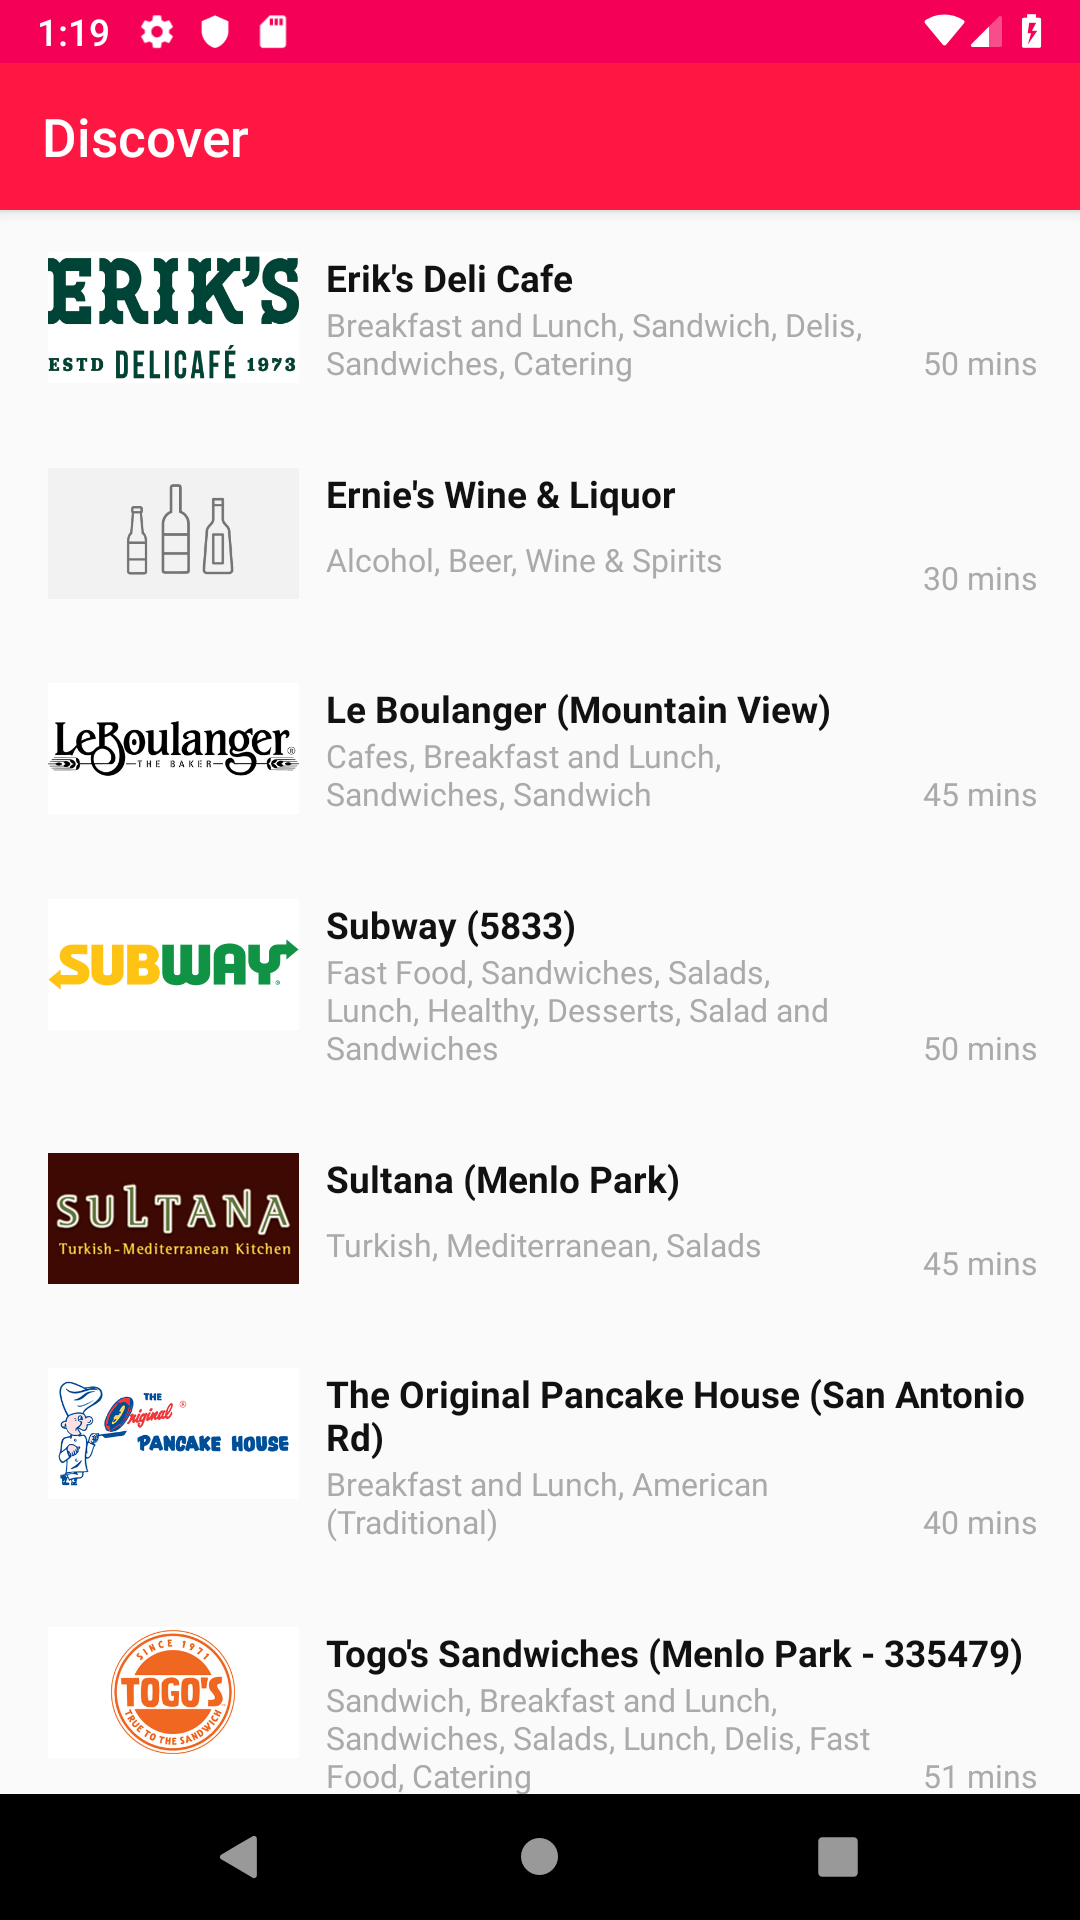 1:19
Discover
ERIK'S
ESTD DELICAFÉ 1973
Erik's Deli Cafe
Breakfast and Lunch, Sandwich, Delis,
Sandwiches, Catering
50 mins
Ernie's Wine & Liquor
Alcohol, Beer, Wine & Spirits
30 mins
LeBoulanger®
THE BAKER
Le Boulanger (Mountain View)
Cafes, Breakfast and Lunch,
Sandwiches, Sandwich
45 mins
SUBWAY
Subway (5833)
Fast Food, Sandwiches, Salads,
Lunch, Healthy, Desserts, Salad and
Sandwiches
50 mins
SULTANA
Turkish-Mediterranean Kitchen
Sultana (Menlo Park)
Turkish, Mediterranean, Salads
45 mins
THE
Original®
PANCAKE HOUSE
The Original Pancake House (San Antonio
Rd)
Breakfast and Lunch, American
(Traditional)
40 mins
SINCE 1971
TOGO'S
TRUE TO THE SANDWICH
Togo's Sandwiches (Menlo Park - 335479)
Sandwich, Breakfast and Lunch,
Sandwiches, Salads, Lunch, Delis, Fast
Food, Catering
51 mins